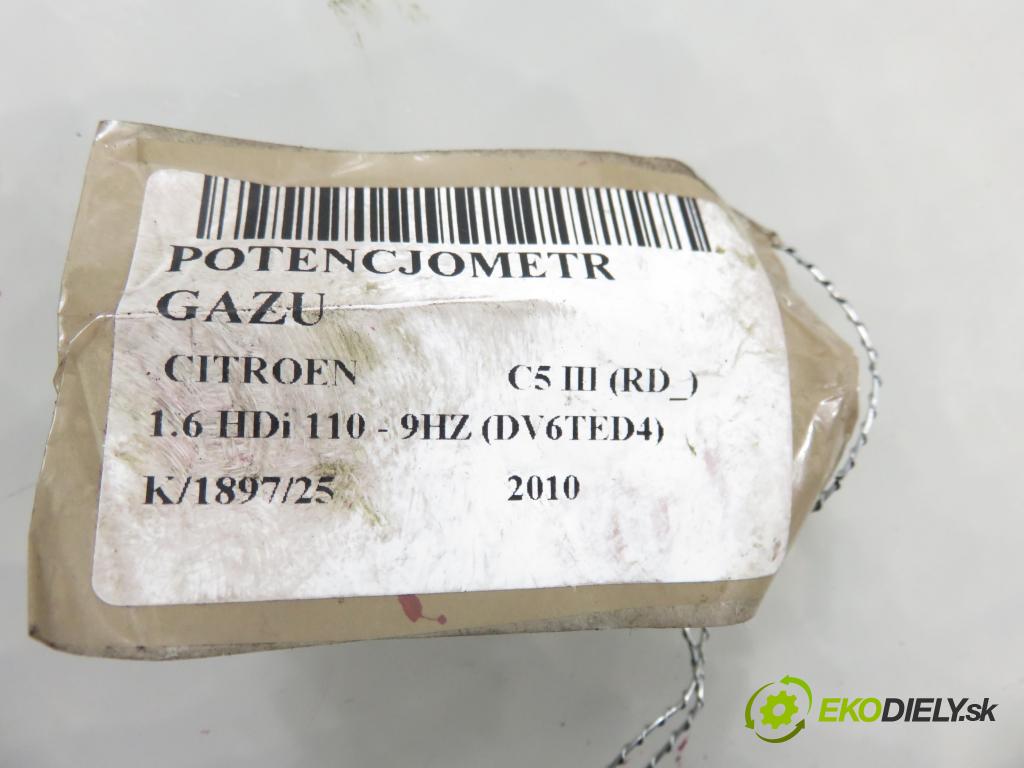 POTENCJOMETR
GAZU
CITROEN C5 III (RD_)
1.6 HDi 110 - 9HZ (DV6TED4)
K/1897/25 2010
EKODIELY.sk